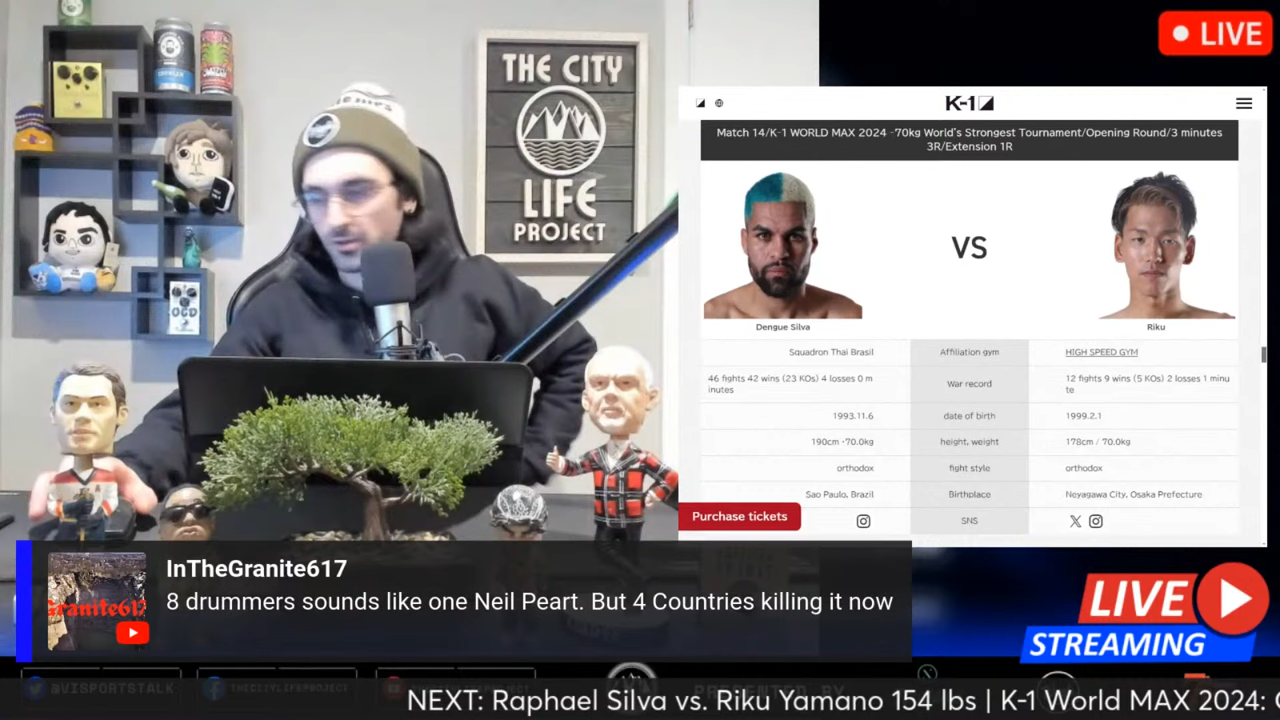 LIVE
THE CITY
LIFE
PROJECT
K-1
Match 14/K-1 WORLD MAX 2024 -70kg World's Strongest Tournament/Opening Round/3 minutes
3R/Extension 1R
VS
Dengue Silva
Riku
Squadron Thai Brasil Affiliation gym HIGH SPEED GYM
46 fights 42 wins (23 KOs) 4 losses 0 m
inutes
War record
12 fights 9 wins (5 KOs) 2 losses 1 minu
te
1993.11.6 date of birth 1999.2.1
190cm ·70.0kg height, weight 178cm / 70.0kg
orthodox fight style orthodox
Sao Paulo, Brazil Birthplace Neyagawa City, Osaka Prefecture
SNS
Purchase tickets
OCD
InTheGranite617
8 drummers sounds like one Neil Peart. But 4 Countries killing it now
Granite617
LIVE
STREAMING
@VISPORTSTALK
THECITYLIFEPROJECT
PRESENTED BY
NEXT: Raphael Silva vs. Riku Yamano 154 lbs | K-1 World MAX 2024: